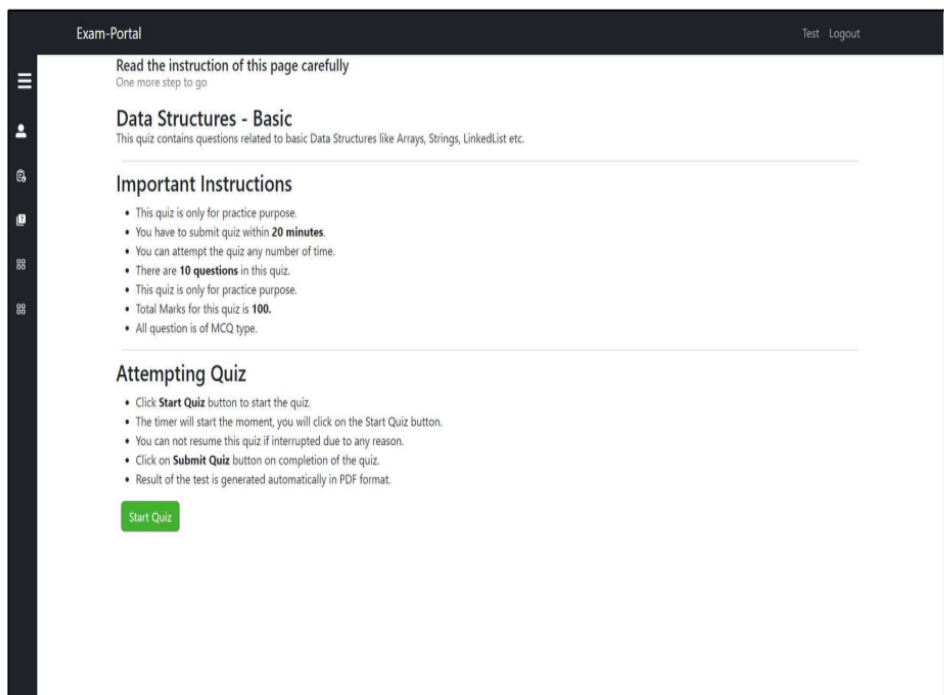 Exam-Portal
Test Logout
Read the instruction of this page carefully
One more step to go
Data Structures - Basic
This quiz contains questions related to basic Data Structures like Arrays, Strings, LinkedList etc.
Important Instructions
• This quiz is only for practice purpose.
• You have to submit quiz within 20 minutes.
• You can attempt the quiz any number of time.
• There are 10 questions in this quiz.
• This quiz is only for practice purpose.
• Total Marks for this quiz is 100.
• All question is of MCQ type.
Attempting Quiz
• Click Start Quiz button to start the quiz.
• The timer will start the moment, you will click on the Start Quiz button.
• You can not resume this quiz if interrupted due to any reason.
• Click on Submit Quiz button on completion of the quiz.
• Result of the test is generated automatically in PDF format.
Start Quiz